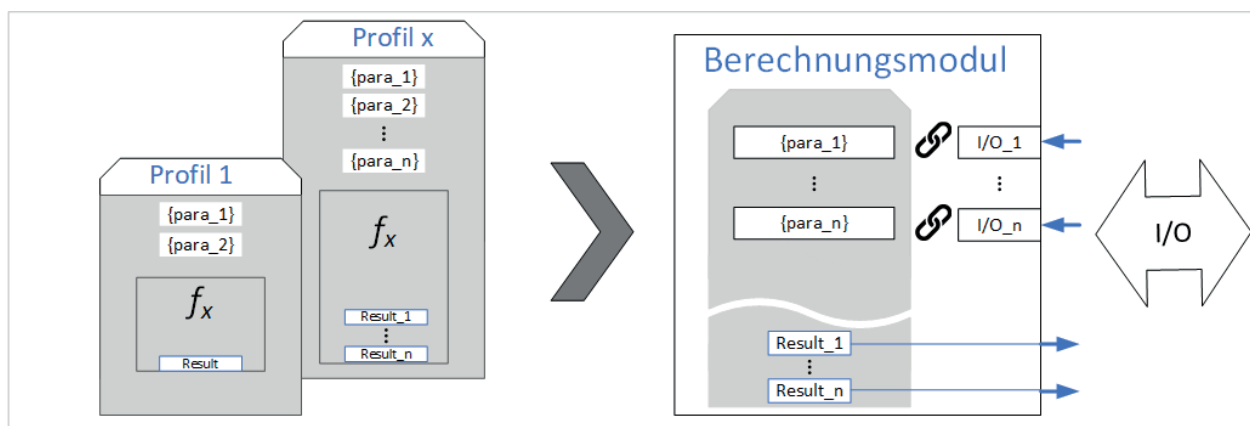 Profil 1
{para_1}
{para_2}
fx
Result
Profil x
{para_1}
{para_2}
⋮
{para_n}
fx
Result_1
⋮
Result_n
Berechnungsmodul
{para_1}
I/O_1
⋮
⋮
{para_n}
I/O_n
Result_1
⋮
Result_n
I/O